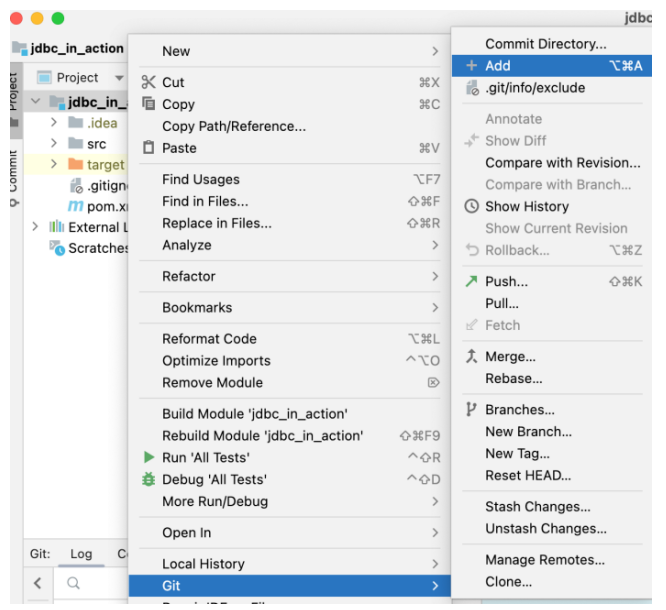 jdbc
jdbc_in_action
Project
Project
jdbc_in_
.idea
src
target
.gitign
pom.x
External L
Scratches
Commit
Git:
Log
New
Cut ⌘X
Copy ⌘C
Copy Path/Reference...
Paste ⌘V
Find Usages ⌥F7
Find in Files... ⇧⌘F
Replace in Files... ⇧⌘R
Analyze
Refactor
Bookmarks
Reformat Code ⌥⌘L
Optimize Imports ⌃⌥O
Remove Module ⌦
Build Module 'jdbc_in_action'
Rebuild Module 'jdbc_in_action' ⇧⌘F9
Run 'All Tests' ⌃⇧R
Debug 'All Tests' ⌃⇧D
More Run/Debug
Open In
Local History
Git
Commit Directory...
Add ⌥⌘A
.git/info/exclude
Annotate
Show Diff
Compare with Revision...
Compare with Branch...
Show History
Show Current Revision
Rollback... ⌥⌘Z
Push... ⇧⌘K
Pull...
Fetch
Merge...
Rebase...
Branches...
New Branch...
New Tag...
Reset HEAD...
Stash Changes...
Unstash Changes...
Manage Remotes...
Clone...